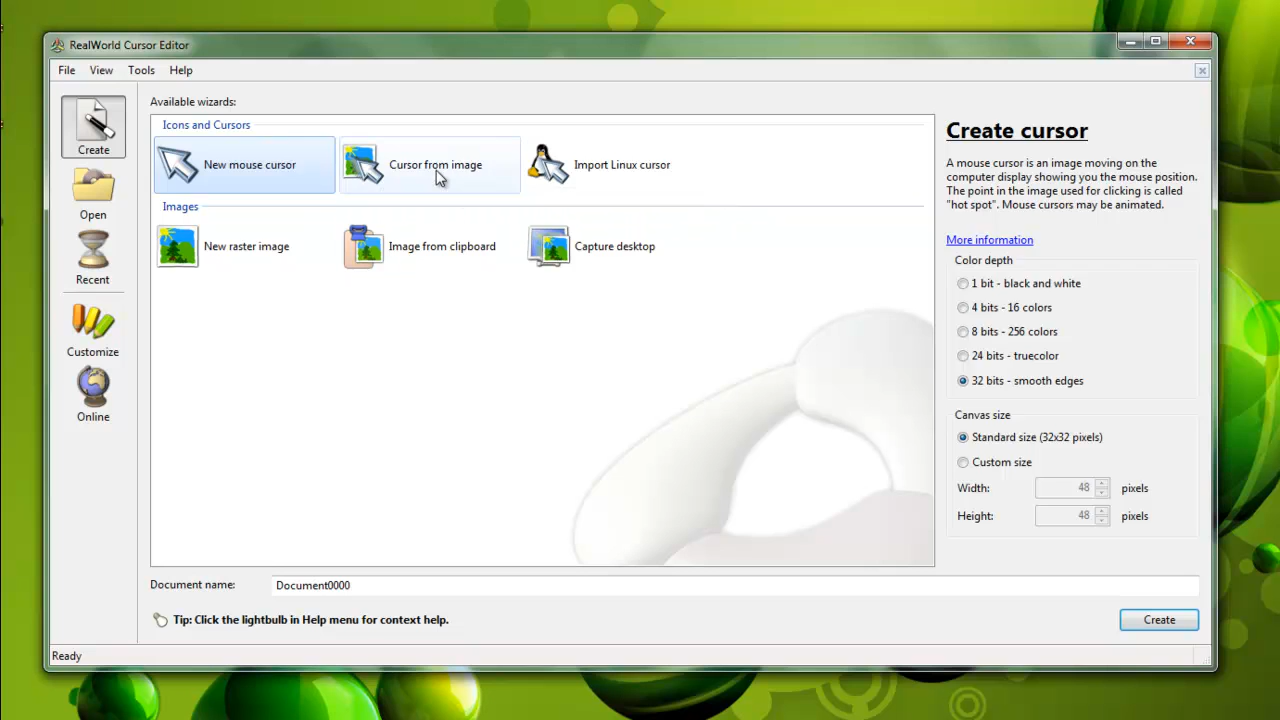 RealWorld Cursor Editor
File View Tools Help
Available wizards:
Icons and Cursors
New mouse cursor
Cursor from image
Import Linux cursor
Images
New raster image
Image from clipboard
Capture desktop
Create
Open
Recent
Customize
Online
Create cursor
A mouse cursor is an image moving on the
computer display showing you the mouse position.
The point in the image used for clicking is called
"hot spot". Mouse cursors may be animated.
More information
Color depth
1 bit - black and white
4 bits - 16 colors
8 bits - 256 colors
24 bits - truecolor
32 bits - smooth edges
Canvas size
Standard size (32x32 pixels)
Custom size
Width: 48 pixels
Height: 48 pixels
Document name: Document0000
Tip: Click the lightbulb in Help menu for context help.
Create
Ready